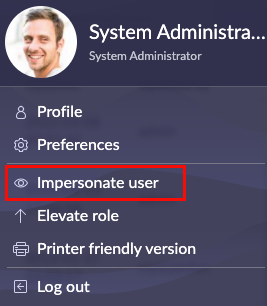 System Administra...
System Administrator
Profile
Preferences
Impersonate user
Elevate role
Printer friendly version
Log out